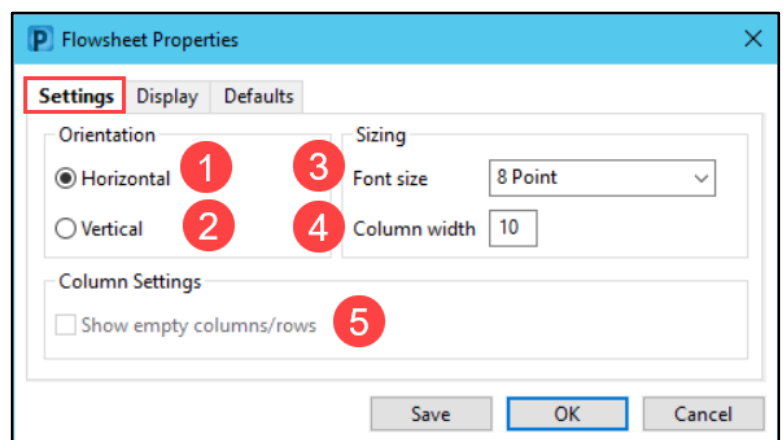 P Flowsheet Properties
Settings Display Defaults
Orientation
Horizontal 1
Vertical 2
Sizing
3 Font size 8 Point
4 Column width 10
Column Settings
Show empty columns/rows 5
Save OK Cancel